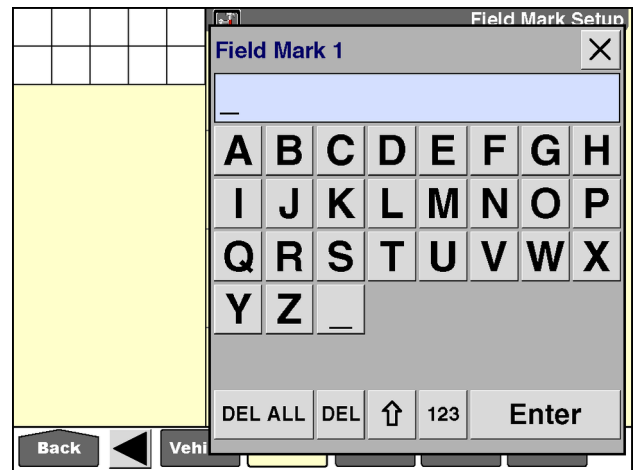 Field Mark Setup
Field Mark 1
_
A B C D E F G H
I J K L M N O P
Q R S T U V W X
Y Z _
DEL ALL DEL ⇧ 123 Enter
Back Vehi